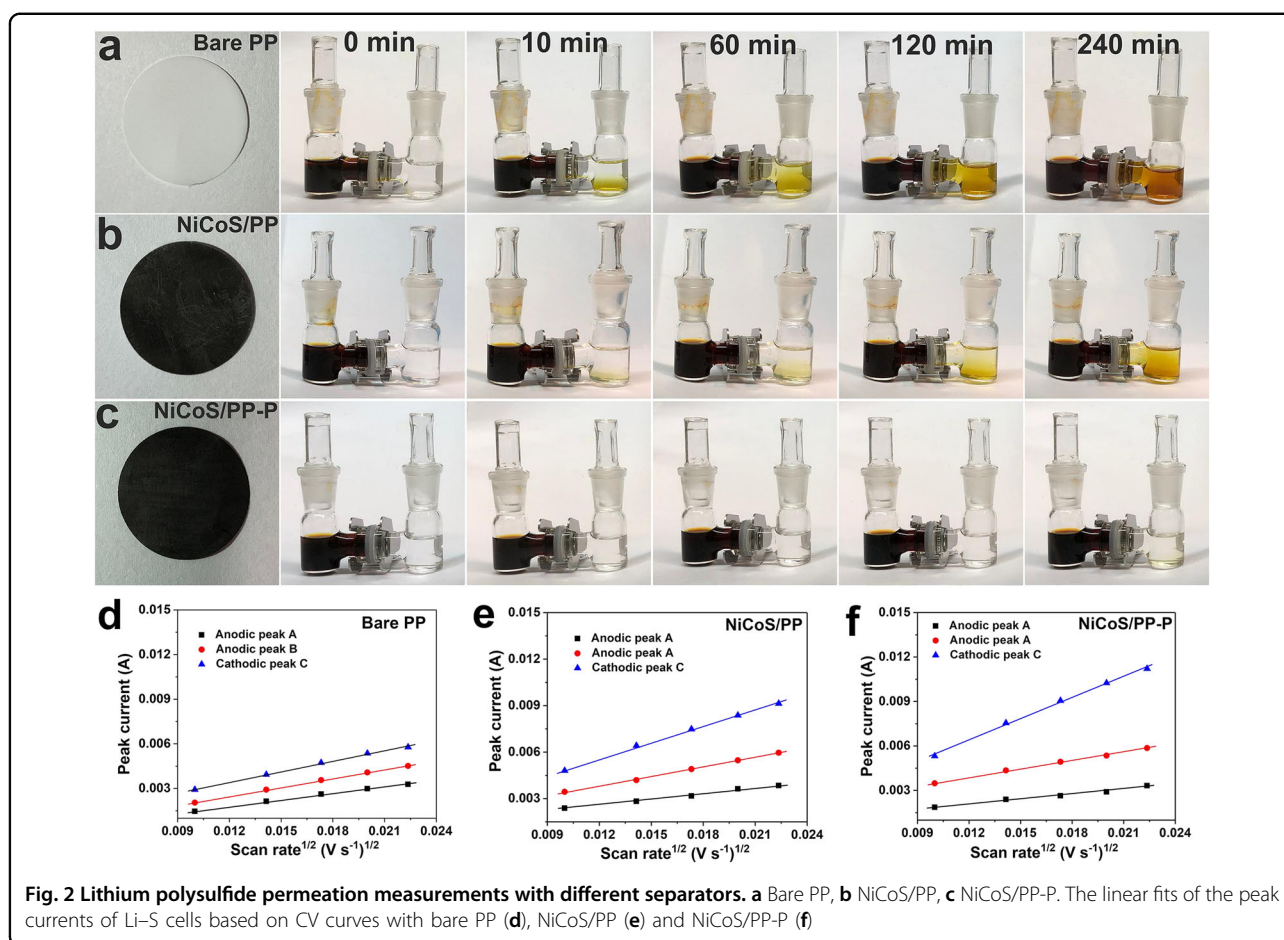 a
Bare PP
0 min
10 min
60 min
120 min
240 min
b
NiCoS/PP
c
NiCoS/PP-P
d
Bare PP
Anodic peak A
Anodic peak B
Cathodic peak C
Peak current (A)
0.015
0.012
0.009
0.006
0.003
0.009 0.012 0.015 0.018 0.021 0.024
Scan rate^1/2 (V s^-1)^1/2
e
NiCoS/PP
Anodic peak A
Anodic peak A
Cathodic peak C
Peak current (A)
0.015
0.012
0.009
0.006
0.003
0.009 0.012 0.015 0.018 0.021 0.024
Scan rate^1/2 (V s^-1)^1/2
f
NiCoS/PP-P
Anodic peak A
Anodic peak A
Cathodic peak C
Peak current (A)
0.015
0.012
0.009
0.006
0.003
0.009 0.012 0.015 0.018 0.021 0.024
Scan rate^1/2 (V s^-1)^1/2
Fig. 2 Lithium polysulfide permeation measurements with different separators. a Bare PP, b NiCoS/PP, c NiCoS/PP-P. The linear fits of the peak
currents of Li–S cells based on CV curves with bare PP (d), NiCoS/PP (e) and NiCoS/PP-P (f)